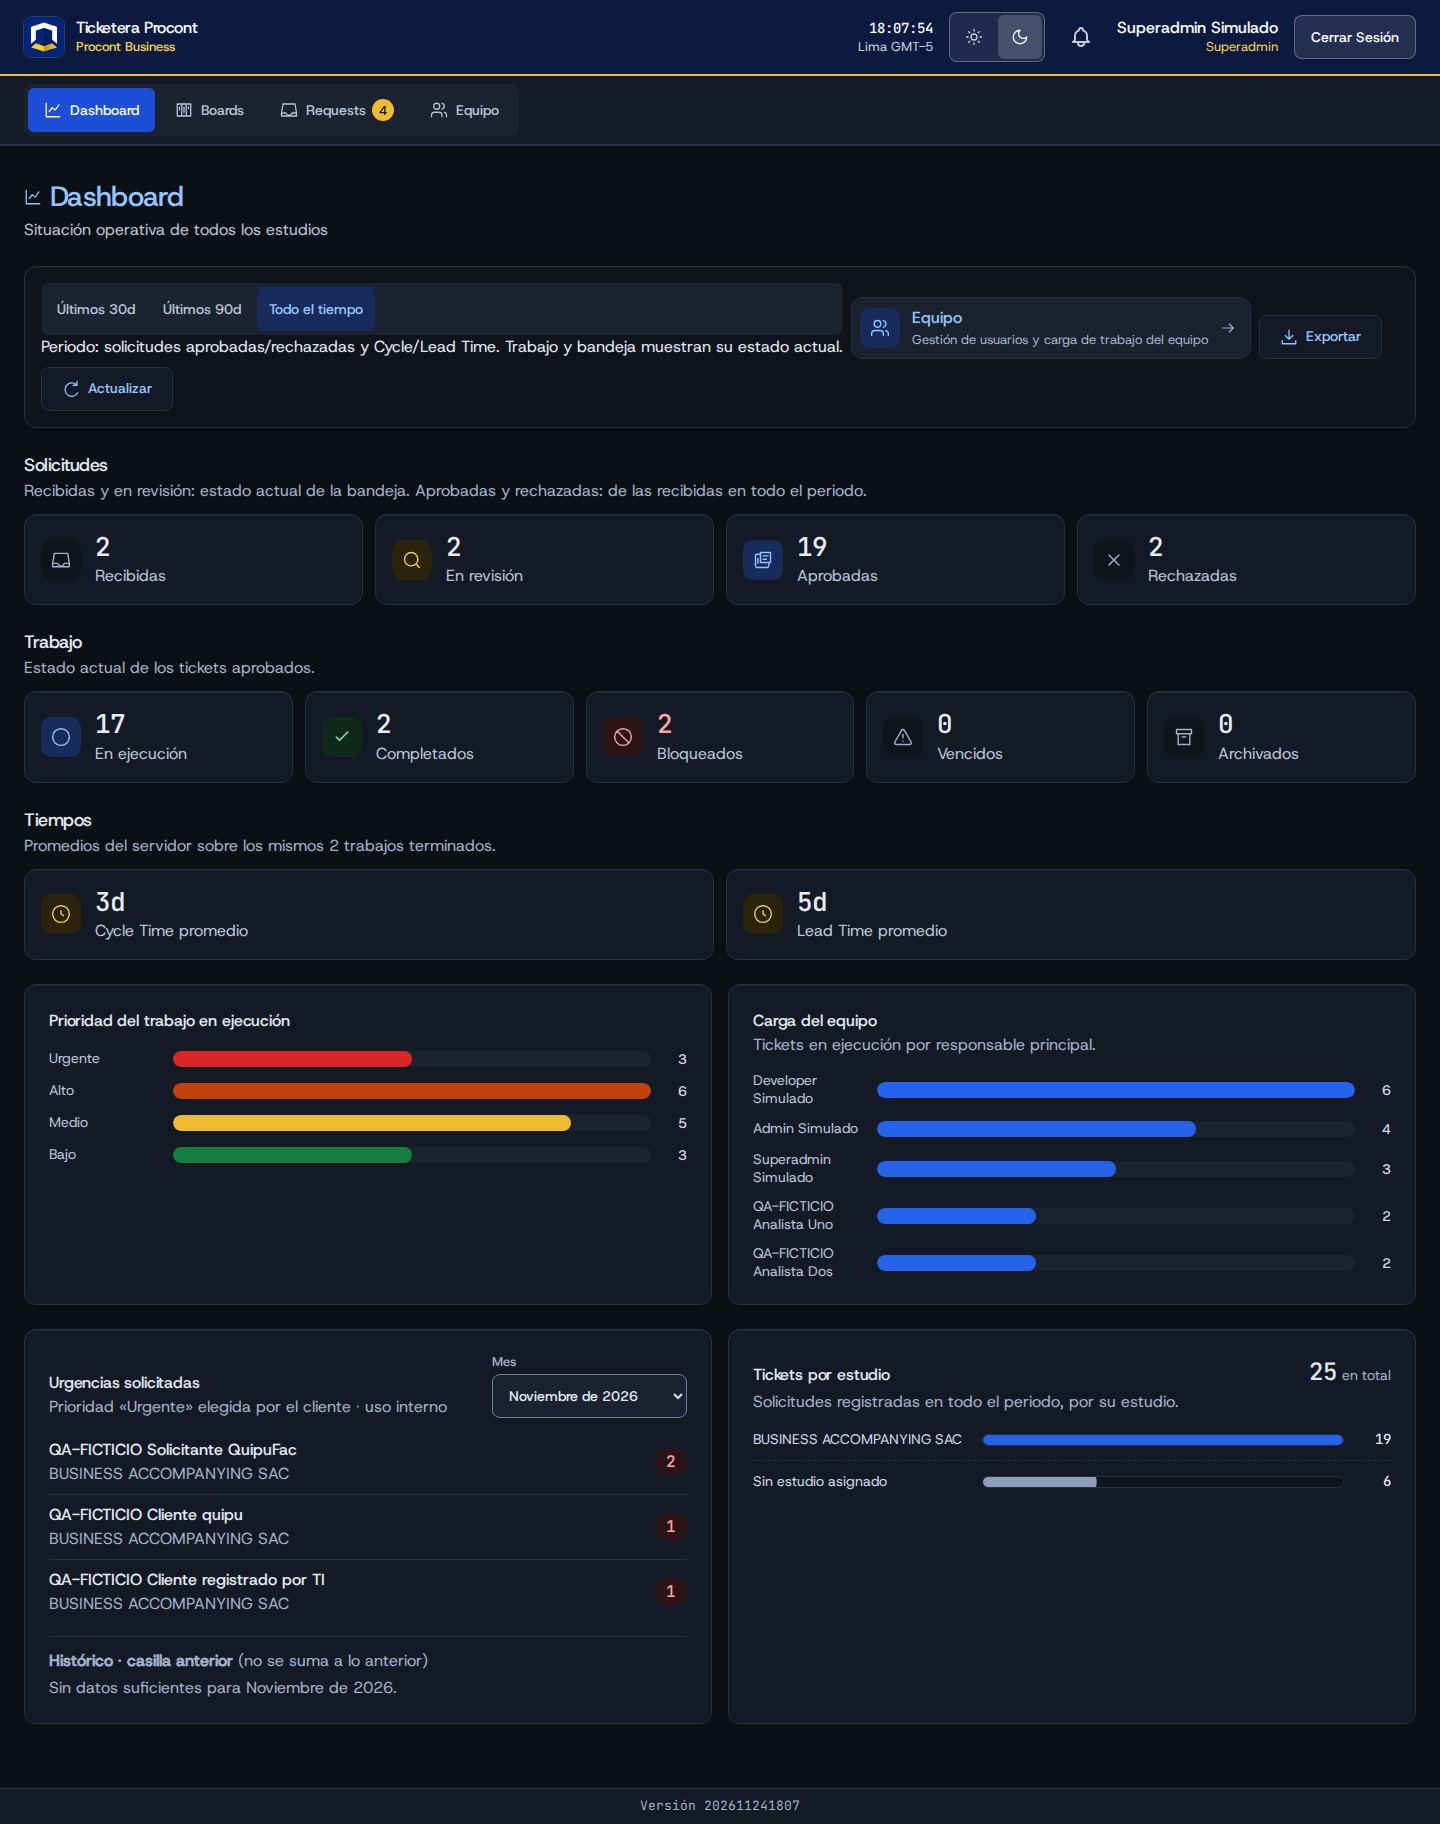 Ticketera Procont
Procont Business
18:07:54
Lima GMT-5
Superadmin Simulado
Superadmin
Cerrar Sesión
Dashboard
Boards
Requests 4
Equipo
Dashboard
Situación operativa de todos los estudios
Últimos 30d
Últimos 90d
Todo el tiempo
Periodo: solicitudes aprobadas/rechazadas y Cycle/Lead Time. Trabajo y bandeja muestran su estado actual.
Equipo
Gestión de usuarios y carga de trabajo del equipo
Exportar
Actualizar
Solicitudes
Recibidas y en revisión: estado actual de la bandeja. Aprobadas y rechazadas: de las recibidas en todo el periodo.
2
Recibidas
2
En revisión
19
Aprobadas
2
Rechazadas
Trabajo
Estado actual de los tickets aprobados.
17
En ejecución
2
Completados
2
Bloqueados
0
Vencidos
0
Archivados
Tiempos
Promedios del servidor sobre los mismos 2 trabajos terminados.
3d
Cycle Time promedio
5d
Lead Time promedio
Prioridad del trabajo en ejecución
Urgente 3
Alto 6
Medio 5
Bajo 3
Carga del equipo
Tickets en ejecución por responsable principal.
Developer
Simulado 6
Admin Simulado 4
Superadmin
Simulado 3
QA-FICTICIO
Analista Uno 2
QA-FICTICIO
Analista Dos 2
Urgencias solicitadas
Prioridad «Urgente» elegida por el cliente · uso interno
Mes
Noviembre de 2026
QA-FICTICIO Solicitante QuipuFac
BUSINESS ACCOMPANYING SAC
2
QA-FICTICIO Cliente quipu
BUSINESS ACCOMPANYING SAC
1
QA-FICTICIO Cliente registrado por TI
BUSINESS ACCOMPANYING SAC
1
Histórico · casilla anterior (no se suma a lo anterior)
Sin datos suficientes para Noviembre de 2026.
Tickets por estudio
25 en total
Solicitudes registradas en todo el periodo, por su estudio.
BUSINESS ACCOMPANYING SAC 19
Sin estudio asignado 6
Versión 202611241807